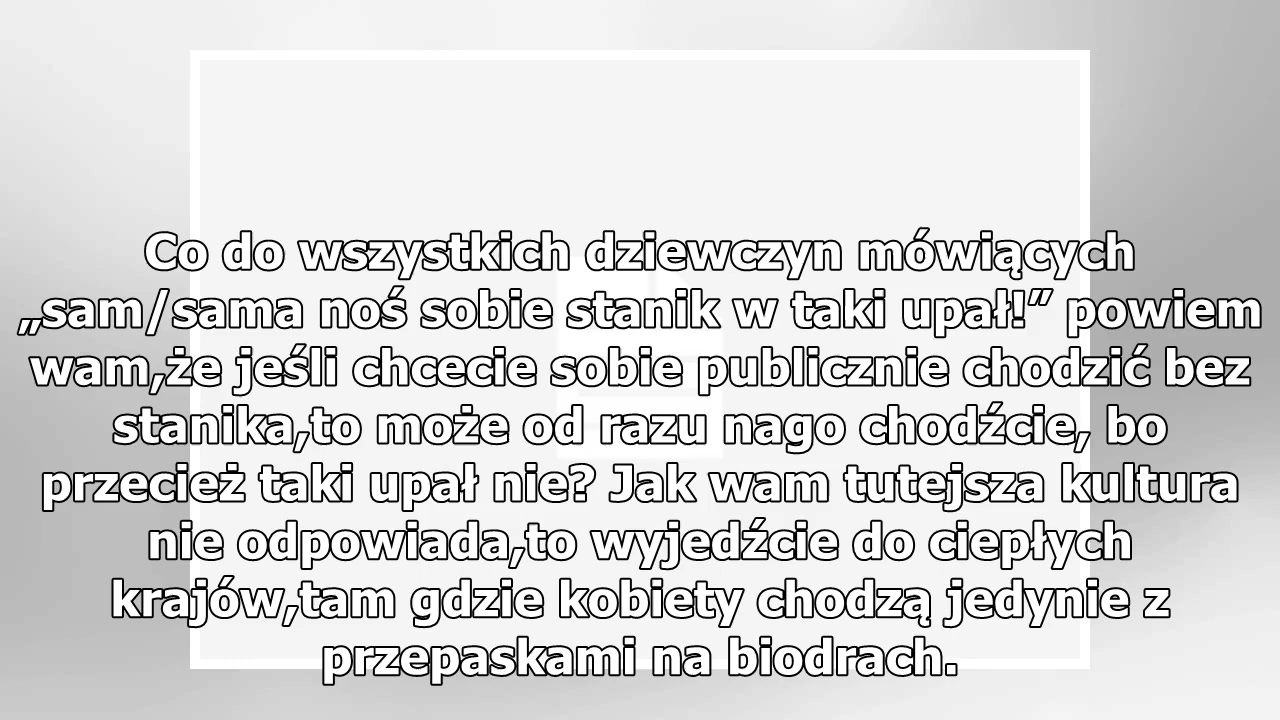 Co do wszystkich dziewczyn mówiących
„sam/sama noś sobie stanik w taki upał!” powiem
wam,że jeśli chcecie sobie publicznie chodzić bez
stanika,to może od razu nago chodźcie, bo
przecież taki upał nie? Jak wam tutejsza kultura
nie odpowiada,to wyjedźcie do ciepłych
krajów,tam gdzie kobiety chodzą jedynie z
przepaskami na biodrach.